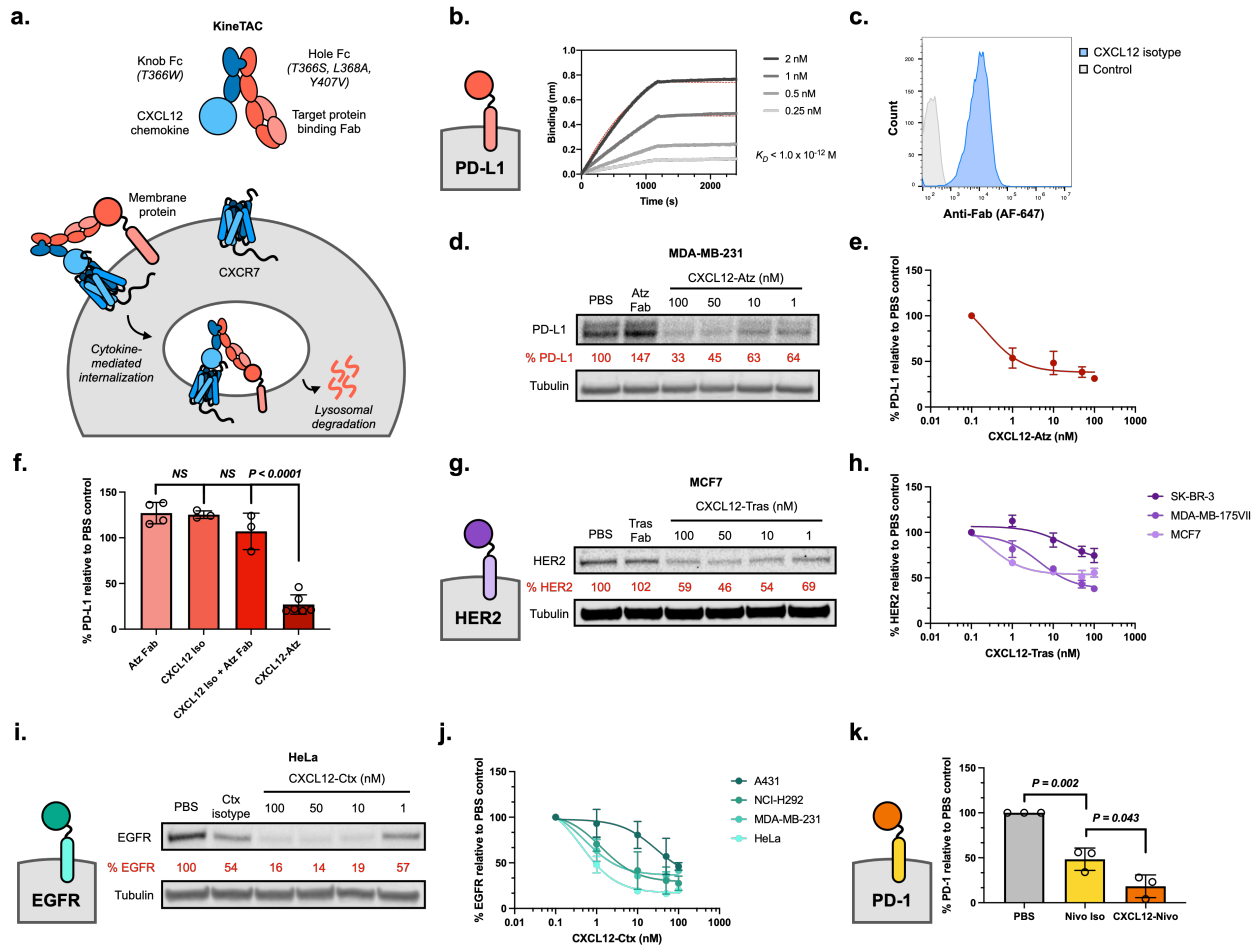 a.
KineTAC
Knob Fc
(T366W)
Hole Fc
(T366S, L368A,
Y407V)
CXCL12
chemokine
Target protein
binding Fab
Membrane
protein
CXCR7
Cytokine-
mediated
internalization
Lysosomal
degradation
b.
PD-L1
Binding (nm)
1.0
0.8
0.6
0.4
0.2
0.0
0
1000
2000
Time (s)
2 nM
1 nM
0.5 nM
0.25 nM
K_D < 1.0 x 10⁻¹² M
c.
Count
200
150
100
50
0
10²
10³
10⁴
10⁵
10⁶
10⁷
Anti-Fab (AF-647)
CXCL12 isotype
Control
d.
MDA-MB-231
CXCL12-Atz (nM)
PBS
Atz
Fab
100
50
10
1
PD-L1
% PD-L1
100
147
33
45
63
64
Tubulin
e.
% PD-L1 relative to PBS control
150
100
50
0
0.01
0.1
1
10
100
1000
CXCL12-Atz (nM)
f.
NS
NS
P < 0.0001
% PD-L1 relative to PBS control
150
100
50
0
Atz Fab
CXCL12 Iso
CXCL12 Iso + Atz Fab
CXCL12-Atz
g.
HER2
MCF7
CXCL12-Tras (nM)
PBS
Tras
Fab
100
50
10
1
HER2
% HER2
100
102
59
46
54
69
Tubulin
h.
% HER2 relative to PBS control
150
100
50
0
0.01
0.1
1
10
100
1000
CXCL12-Tras (nM)
SK-BR-3
MDA-MB-175VII
MCF7
i.
EGFR
HeLa
CXCL12-Ctx (nM)
PBS
Ctx
isotype
100
50
10
1
EGFR
% EGFR
100
54
16
14
19
57
Tubulin
j.
% EGFR relative to PBS control
150
100
50
0
0.01
0.1
1
10
100
1000
CXCL12-Ctx (nM)
A431
NCI-H292
MDA-MB-231
HeLa
k.
PD-1
% PD-1 relative to PBS control
150
100
50
0
P = 0.002
P = 0.043
PBS
Nivo Iso
CXCL12-Nivo